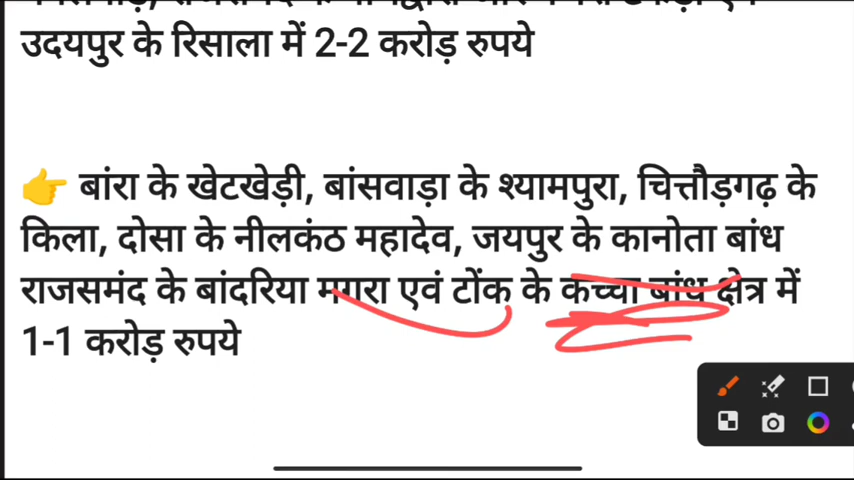 उदयपुर के रिसाला में 2-2 करोड़ रुपये
👉 बांरा के खेटखेड़ी, बांसवाड़ा के श्यामपुरा, चित्तौड़गढ़ के
किला, दोसा के नीलकंठ महादेव, जयपुर के कानोता बांध
राजसमंद के बांदरिया मगरा एवं टोंक के कच्चा बांध क्षेत्र में
1-1 करोड़ रुपये